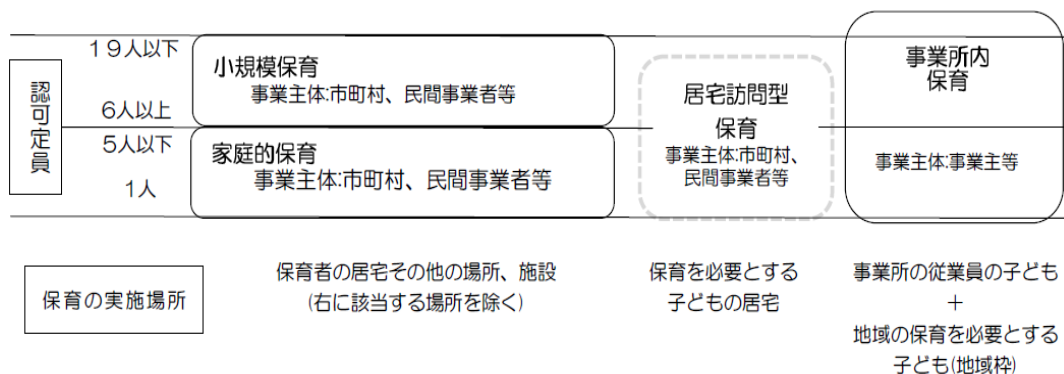 認可定員
19人以下
6人以上
5人以下
1人
小規模保育
事業主体:市町村、民間事業者等
家庭的保育
事業主体:市町村、民間事業者等
居宅訪問型
保育
事業主体:市町村、
民間事業者等
事業所内
保育
事業主体:事業主等
保育の実施場所
保育者の居宅その他の場所、施設
(右に該当する場所を除く)
保育を必要とする
子どもの居宅
事業所の従業員の子ども
+
地域の保育を必要とする
子ども(地域枠)